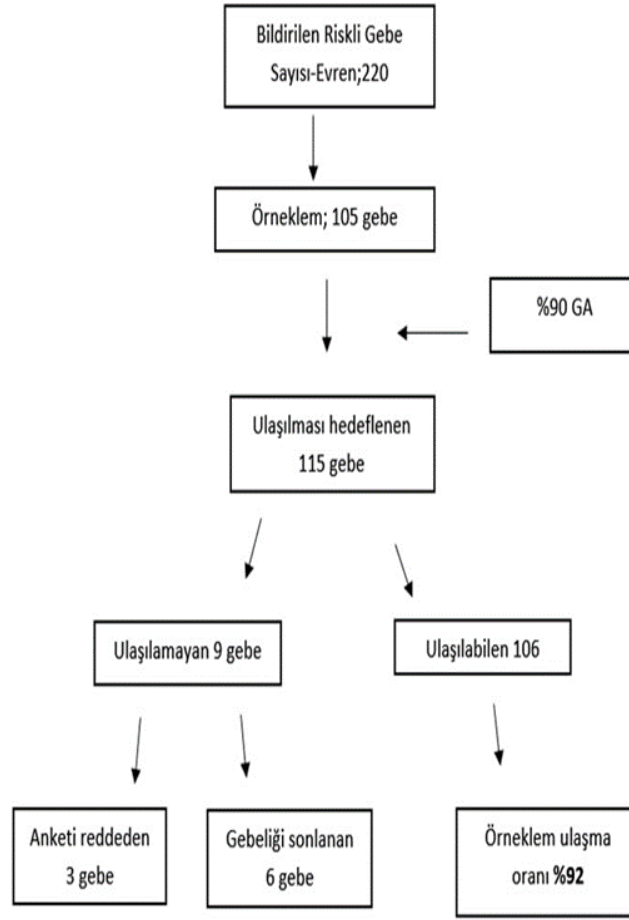 Bildirilen Riskli Gebe
Sayısı-Evren;220
Örneklem; 105 gebe
%90 GA
Ulaşılması hedeflenen
115 gebe
Ulaşılamayan 9 gebe
Ulaşılabilen 106
Anketi reddeden
3 gebe
Gebeliği sonlanan
6 gebe
Örneklem ulaşma
oranı %92